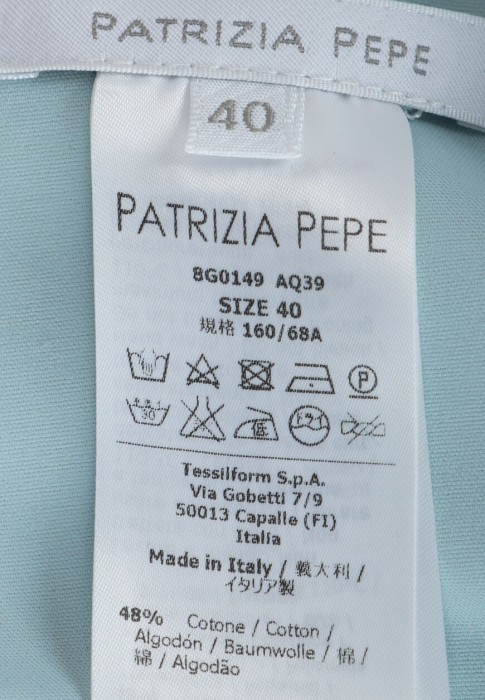 PATRIZIA PEPE
40
PATRIZIA PEPE
8G0149 AQ39
SIZE 40
規格 160/68A
P
30
Tessilform S.p.A.
Via Gobetti 7/9
50013 Capalle (FI)
Italia
Made in Italy / 義大利 /
イタリア製
48% Cotone / Cotton /
Algodón / Baumwolle / 棉 /
綿 / Algodão